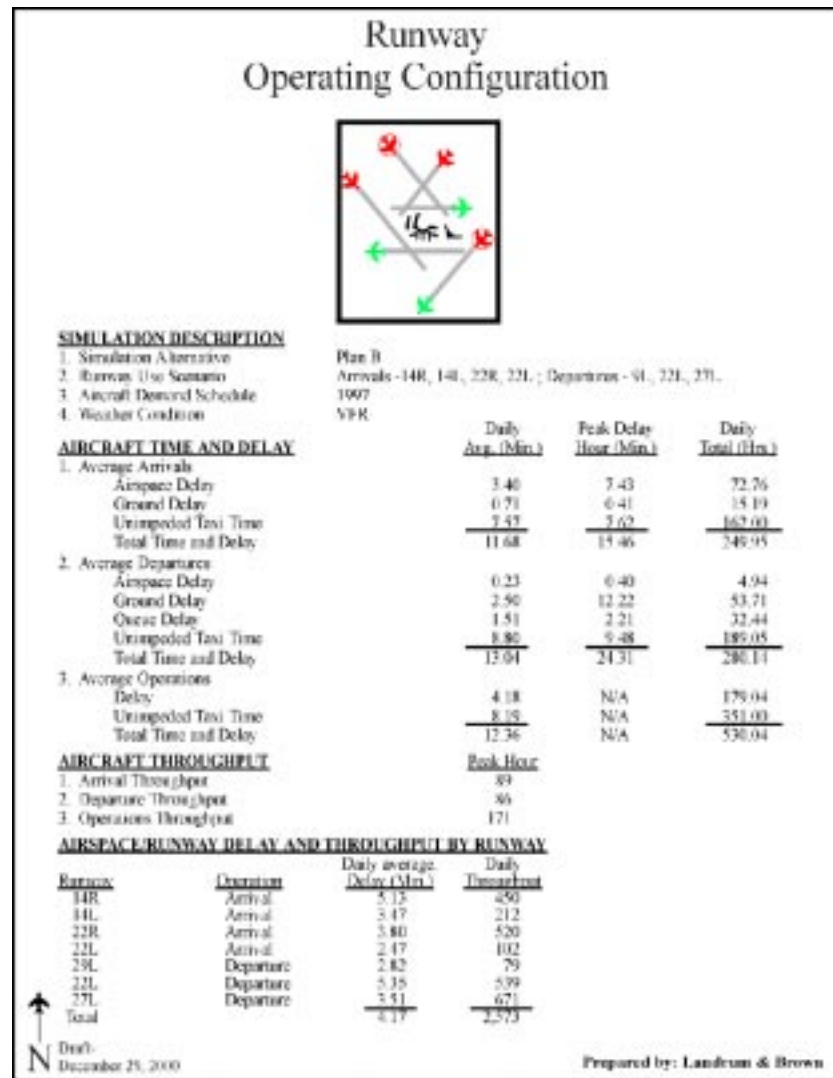 Runway
Operating Configuration
SIMULATION DESCRIPTION
1. Simulation Alternative Plan B
2. Runway Use Scenario Arrivals - 14R, 14L, 22R, 22L ; Departures - 9L, 22L, 27L
3. Aircraft Demand Schedule 1997
4. Weather Condition VFR
Daily Peak Delay Daily
AIRCRAFT TIME AND DELAY Avg. (Min.) Hour (Min.) Total (Hrs.)
1. Average Arrivals
Airspace Delay 3.40 7.43 72.76
Ground Delay 0.71 0.41 15.19
Unimpeded Taxi Time 7.57 7.62 162.00
Total Time and Delay 11.68 15.46 249.95
2. Average Departures
Airspace Delay 0.23 0.40 4.94
Ground Delay 2.50 12.22 53.71
Queue Delay 1.51 2.21 32.44
Unimpeded Taxi Time 8.80 9.48 189.05
Total Time and Delay 13.04 24.31 280.14
3. Average Operations
Delay 4.18 N/A 179.04
Unimpeded Taxi Time 8.19 N/A 351.00
Total Time and Delay 12.36 N/A 530.04
AIRCRAFT THROUGHPUT Peak Hour
1. Arrival Throughput 89
2. Departure Throughput 86
3. Operations Throughput 171
AIRSPACE/RUNWAY DELAY AND THROUGHPUT BY RUNWAY
Daily average Daily
Runway Operation Delay (Min.) Throughput
14R Arrival 5.13 450
14L Arrival 3.47 212
22R Arrival 3.80 520
22L Arrival 2.47 102
29L Departure 2.82 79
22L Departure 5.35 539
27L Departure 3.51 671
Total 4.17 2,573
N
Draft-
December 25, 2000 Prepared by: Landrum & Brown